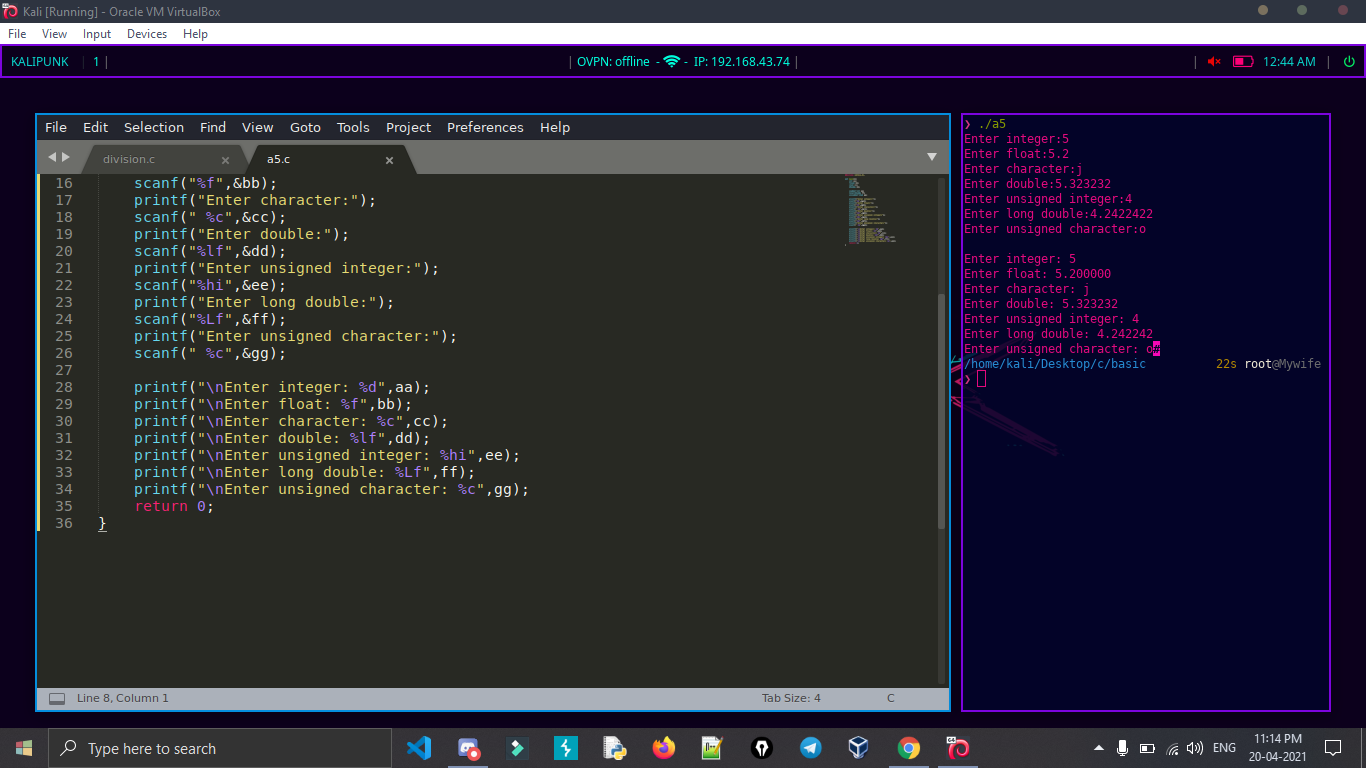 Kali [Running] - Oracle VM VirtualBox
File View Input Devices Help
KALIPUNK 1 | | OVPN: offline - - IP: 192.168.43.74 | | 12:44 AM |
File Edit Selection Find View Goto Tools Project Preferences Help
division.c × a5.c ×
16 scanf("%f",&bb);
17 printf("Enter character:");
18 scanf(" %c",&cc);
19 printf("Enter double:");
20 scanf("%lf",&dd);
21 printf("Enter unsigned integer:");
22 scanf("%hi",&ee);
23 printf("Enter long double:");
24 scanf("%Lf",&ff);
25 printf("Enter unsigned character:");
26 scanf(" %c",&gg);
27
28 printf("\nEnter integer: %d",aa);
29 printf("\nEnter float: %f",bb);
30 printf("\nEnter character: %c",cc);
31 printf("\nEnter double: %lf",dd);
32 printf("\nEnter unsigned integer: %hi",ee);
33 printf("\nEnter long double: %Lf",ff);
34 printf("\nEnter unsigned character: %c",gg);
35 return 0;
36 }
Line 8, Column 1 Tab Size: 4 C
❯ ./a5
Enter integer:5
Enter float:5.2
Enter character:j
Enter double:5.323232
Enter unsigned integer:4
Enter long double:4.2422422
Enter unsigned character:o
Enter integer: 5
Enter float: 5.200000
Enter character: j
Enter double: 5.323232
Enter unsigned integer: 4
Enter long double: 4.242242
Enter unsigned character: o#
/home/kali/Desktop/c/basic 22s root@Mywife
❯
Type here to search
ENG 11:14 PM
20-04-2021